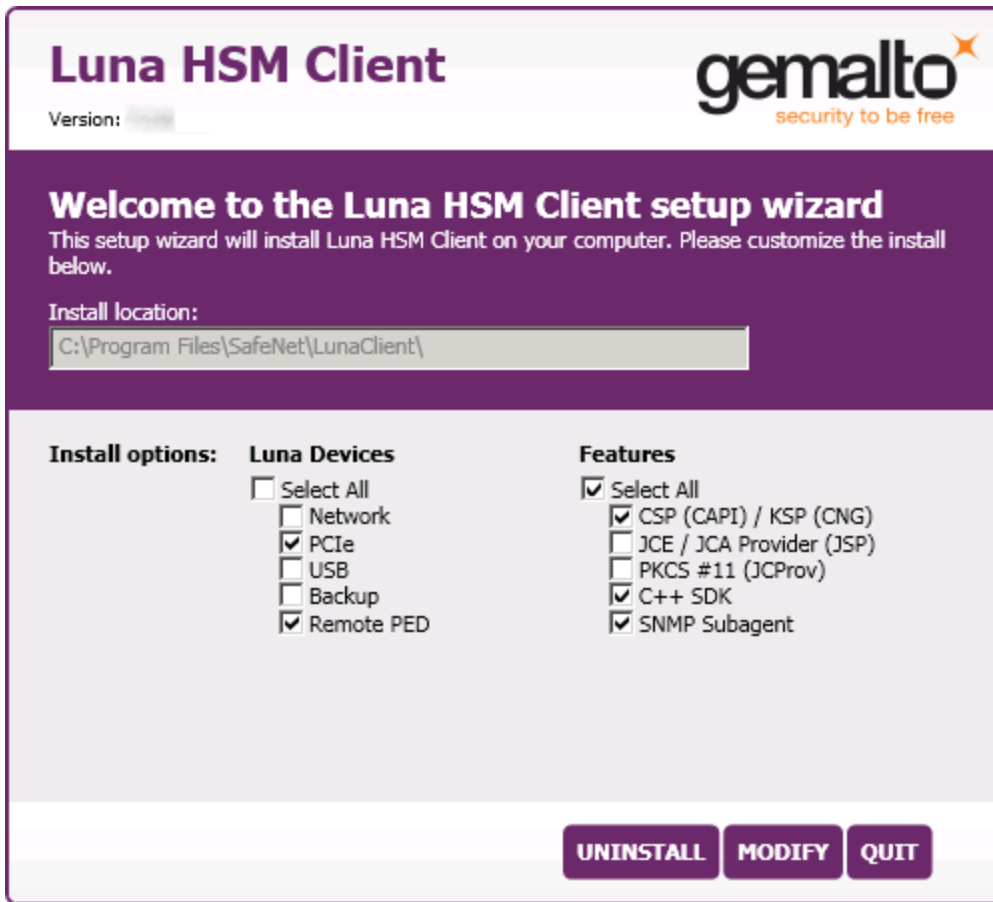 Luna HSM Client
gemalto
security to be free
Version:
Welcome to the Luna HSM Client setup wizard
This setup wizard will install Luna HSM Client on your computer. Please customize the install
below.
Install location:
C:\Program Files\SafeNet\LunaClient\
Install options:
Luna Devices
Select All
Network
PCIe
USB
Backup
Remote PED
Features
Select All
CSP (CAPI) / KSP (CNG)
JCE / JCA Provider (JSP)
PKCS #11 (JCProv)
C++ SDK
SNMP Subagent
UNINSTALL
MODIFY
QUIT